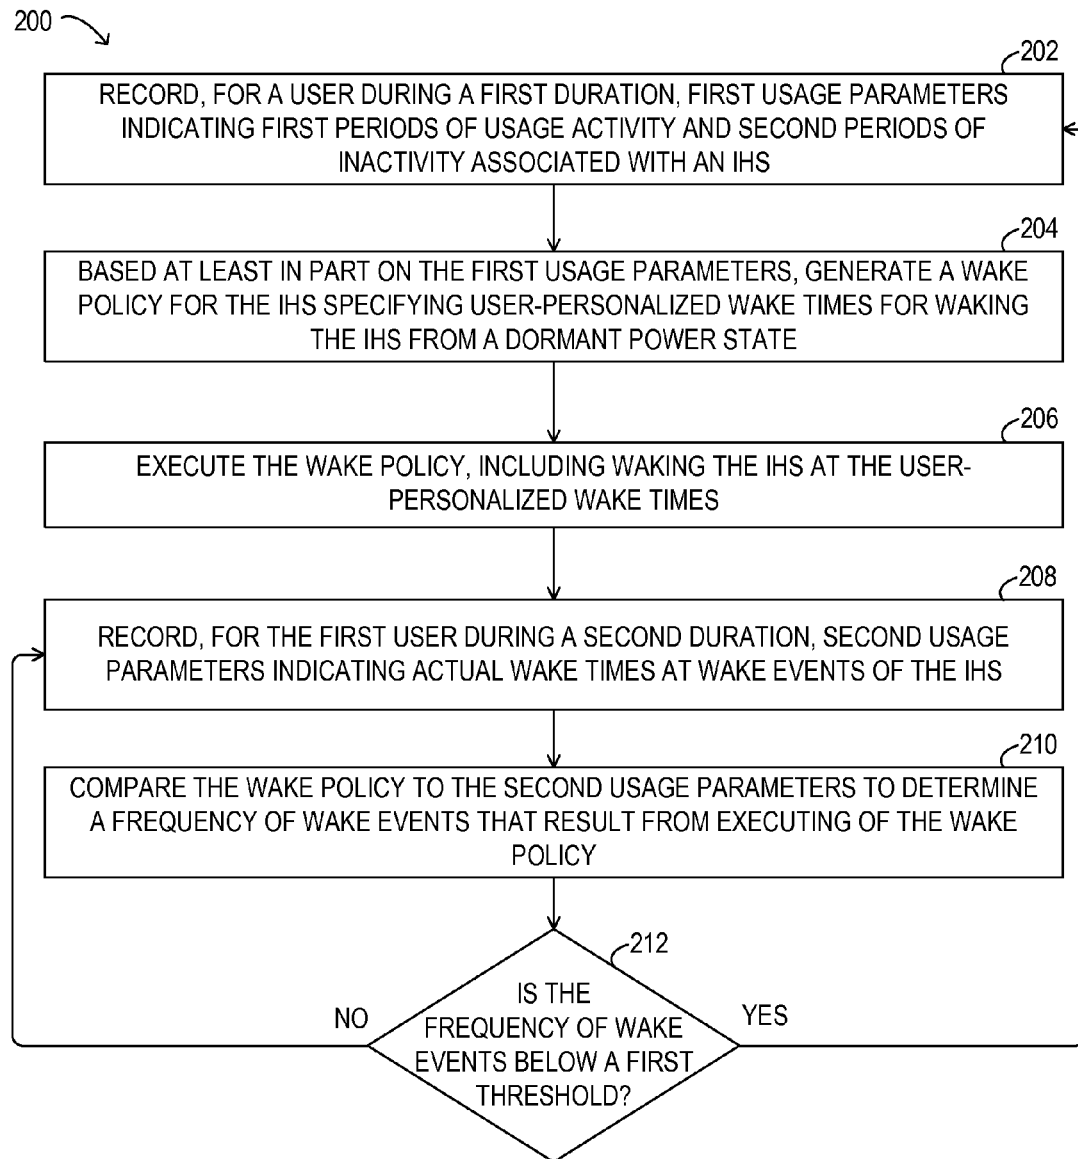 200
202
RECORD, FOR A USER DURING A FIRST DURATION, FIRST USAGE PARAMETERS
INDICATING FIRST PERIODS OF USAGE ACTIVITY AND SECOND PERIODS OF
INACTIVITY ASSOCIATED WITH AN IHS
204
BASED AT LEAST IN PART ON THE FIRST USAGE PARAMETERS, GENERATE A WAKE
POLICY FOR THE IHS SPECIFYING USER-PERSONALIZED WAKE TIMES FOR WAKING
THE IHS FROM A DORMANT POWER STATE
206
EXECUTE THE WAKE POLICY, INCLUDING WAKING THE IHS AT THE USER-
PERSONALIZED WAKE TIMES
208
RECORD, FOR THE FIRST USER DURING A SECOND DURATION, SECOND USAGE
PARAMETERS INDICATING ACTUAL WAKE TIMES AT WAKE EVENTS OF THE IHS
210
COMPARE THE WAKE POLICY TO THE SECOND USAGE PARAMETERS TO DETERMINE
A FREQUENCY OF WAKE EVENTS THAT RESULT FROM EXECUTING OF THE WAKE
POLICY
212
IS THE
FREQUENCY OF WAKE
EVENTS BELOW A FIRST
THRESHOLD?
NO
YES